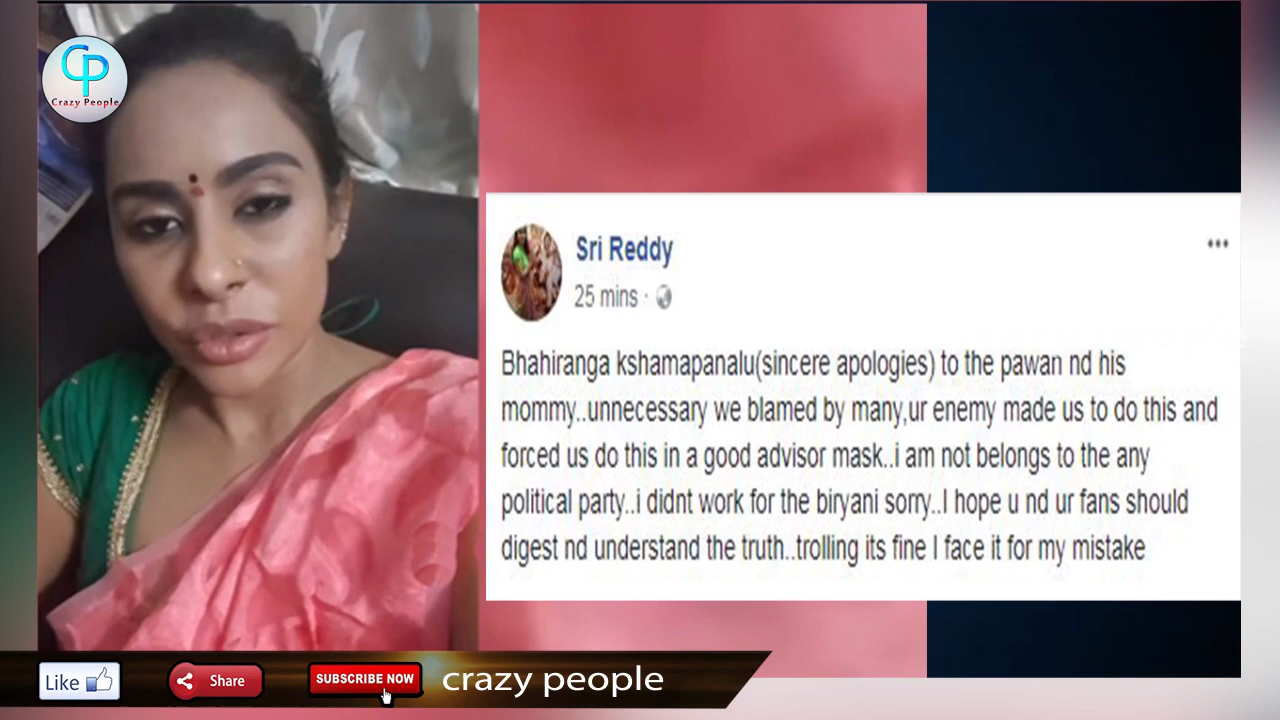 CP
Crazy People
Sri Reddy
25 mins ·
Bhahiranga kshamapanalu(sincere apologies) to the pawan nd his
mommy..unnecessary we blamed by many,ur enemy made us to do this and
forced us do this in a good advisor mask..i am not belongs to the any
political party..i didnt work for the biryani sorry..I hope u nd ur fans should
digest nd understand the truth..trolling its fine I face it for my mistake
Like
Share
SUBSCRIBE NOW
crazy people